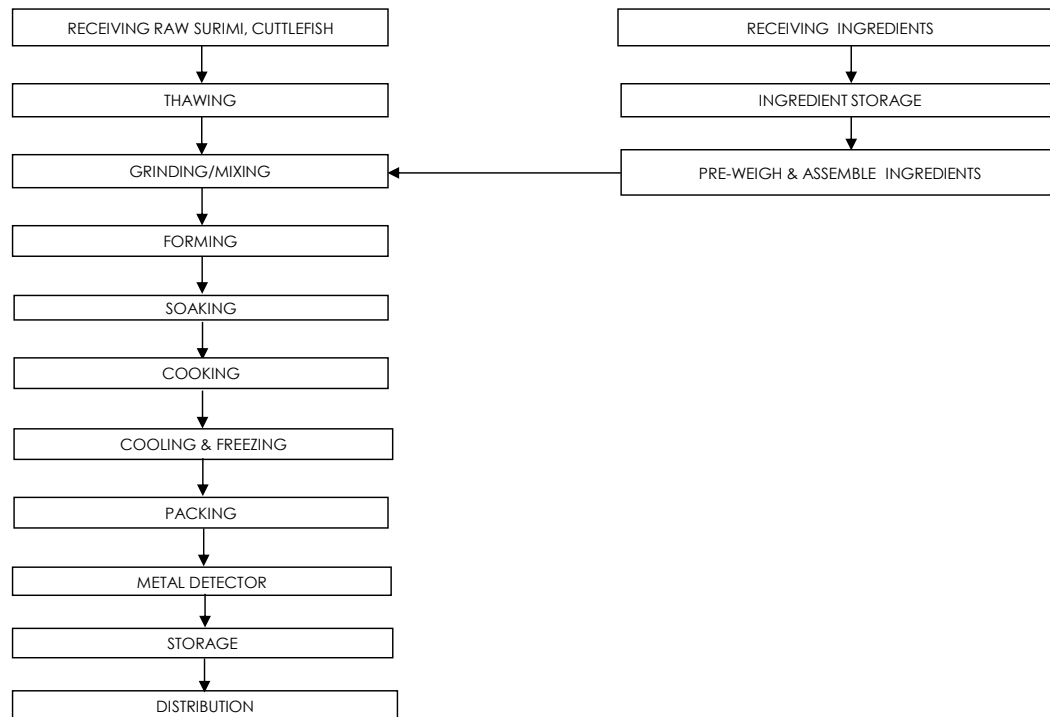 RECEIVING RAW SURIMI, CUTTLEFISH
THAWING
GRINDING/MIXING
FORMING
SOAKING
COOKING
COOLING & FREEZING
PACKING
METAL DETECTOR
STORAGE
DISTRIBUTION
RECEIVING INGREDIENTS
INGREDIENT STORAGE
PRE-WEIGH & ASSEMBLE INGREDIENTS